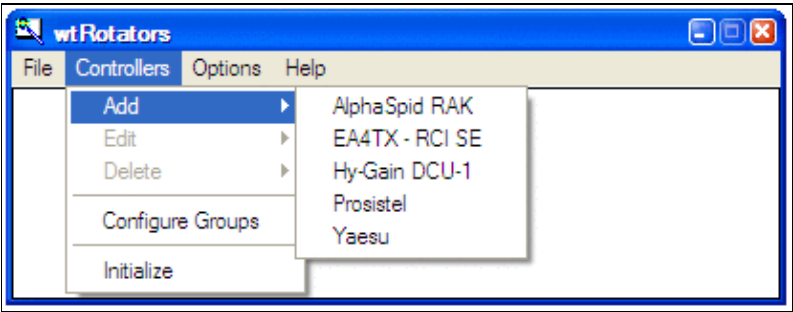 wtRotators
File Controllers Options Help
Add
Edit
Delete
Configure Groups
Initialize
AlphaSpid RAK
EA4TX - RCI SE
Hy-Gain DCU-1
Prosistel
Yaesu